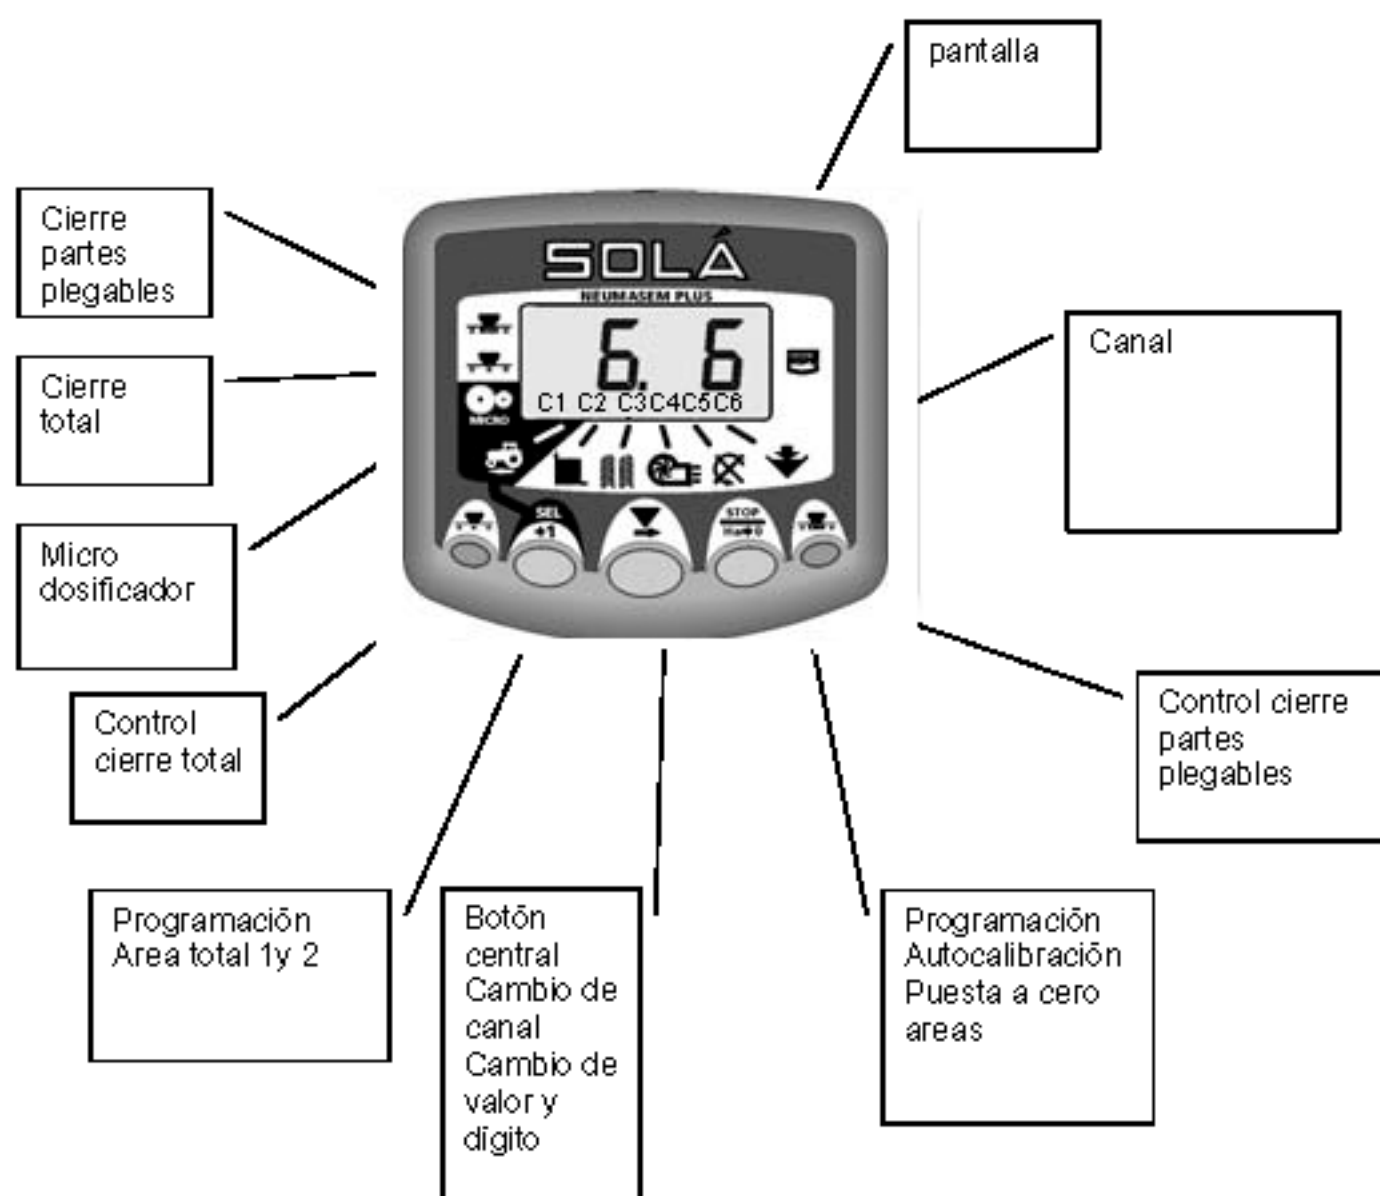 pantalla
Cierre
partes
plegables
SOLÁ
NEUMASEM PLUS
6. 6
C1 C2 C3C4C5C6
MICRO
Canal
Cierre
total
Micro
dosificador
SEL
+1
STOP
Control
cierre total
Control cierre
partes
plegables
Programación
Area total 1y 2
Botón
central
Cambio de
canal
Cambio de
valor y
dígito
Programación
Autocalibración
Puesta a cero
areas